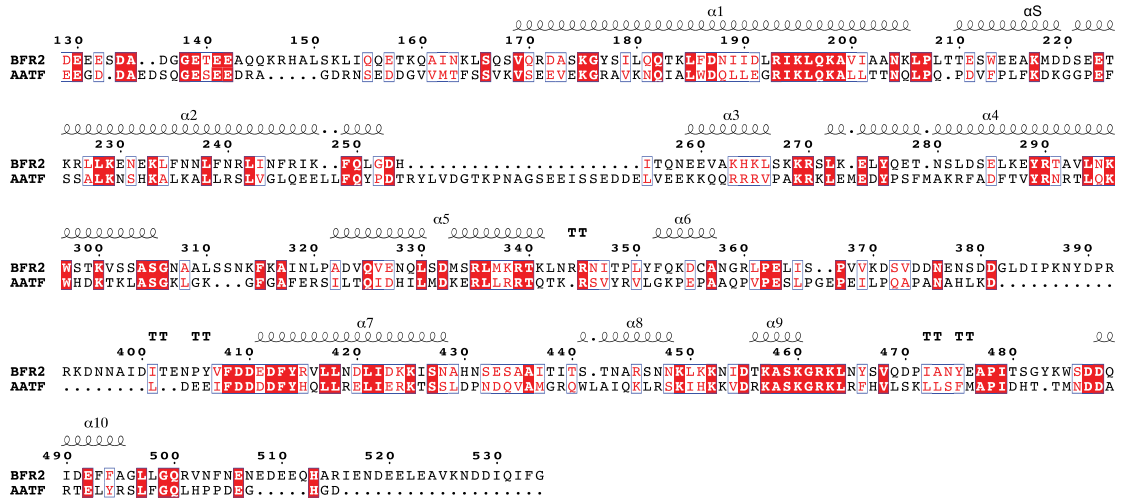 α1 αS
130 140 150 160 170 180 190 200 210 220
BFR2 DEEESDA..DGGETEEAQQKRHALSKLIQQETKQAINKLSQSVQRDASKGYSILQQTKLFDNIIDLRIKLQKAVIAANKLPLTTESWEEAKMDDSEET
AATF EEGD.DAEDSQGESEEDRA....GDRNSEDDGVVMTFSSVKVSEEVEKGRAVKNQIALWDQLLEGRIKLQKALLTTNQLPQ.PDVFPLFKDKGGPEF
α2 α3 α4
230 240 250 260 270 280 290
BFR2 KRLLKENEKLFNNLFNRLINFRIKK..FQLGDH......................ITQNEEVAKHKLSKKRSLK.ELYQET.NSLDSELKEYRTAVLNK
AATF SSALKNSHKALKALLRSLVGLQEELLFQYPDTRYLVDGTKPNAGSEEISSEDDELVEEKKQQRRRVPAKRKLEMEDYPSFMAKRFADFTVYRNRTLQK
α5 TT α6
300 310 320 330 340 350 360 370 380 390
BFR2 WSTKVSSASGNAALSSNKFKAINLPADVQVENQLSDMSRLMKRTKLNRRNITPLYFQKDCANGRLPELIS..PVVKDSVDDNENSDDGLDIPKNYDPR
AATF WHDKTKLASGKLGK...GFGAFERSILTQIDHILMDKERLLRRTQTK.RSVYRVLGKPEPAAQPVPESLPGEPEILPQAPANAHLKD...........
TT TT α7 α8 α9 TT TT
400 410 420 430 440 450 460 470 480
BFR2 RKDNNAIDITENPYVFDDEDFYRVLLNDLIDKKISNAHNSESAAITITS.TNARSNNKLKKNIDTKASKGRKLNYSVQDPIANYEAPITSGYKWSDDQ
AATF ........L..DEEIFDDDDFYHQLLRELIERKTSSLDPNDQVAMGRQWLAIQKLRSKIHKKVDRKASKGRKLRFHVLSKLLSFMAPIDHT.TMNDDA
α10
490 500 510 520 530
BFR2 IDEFFAGLLGQRVNFNENEDEEQHARIENDEELEAVKNDDIQIFG
AATF RTELYRSLFGQLHPPDEG.....HGD...................